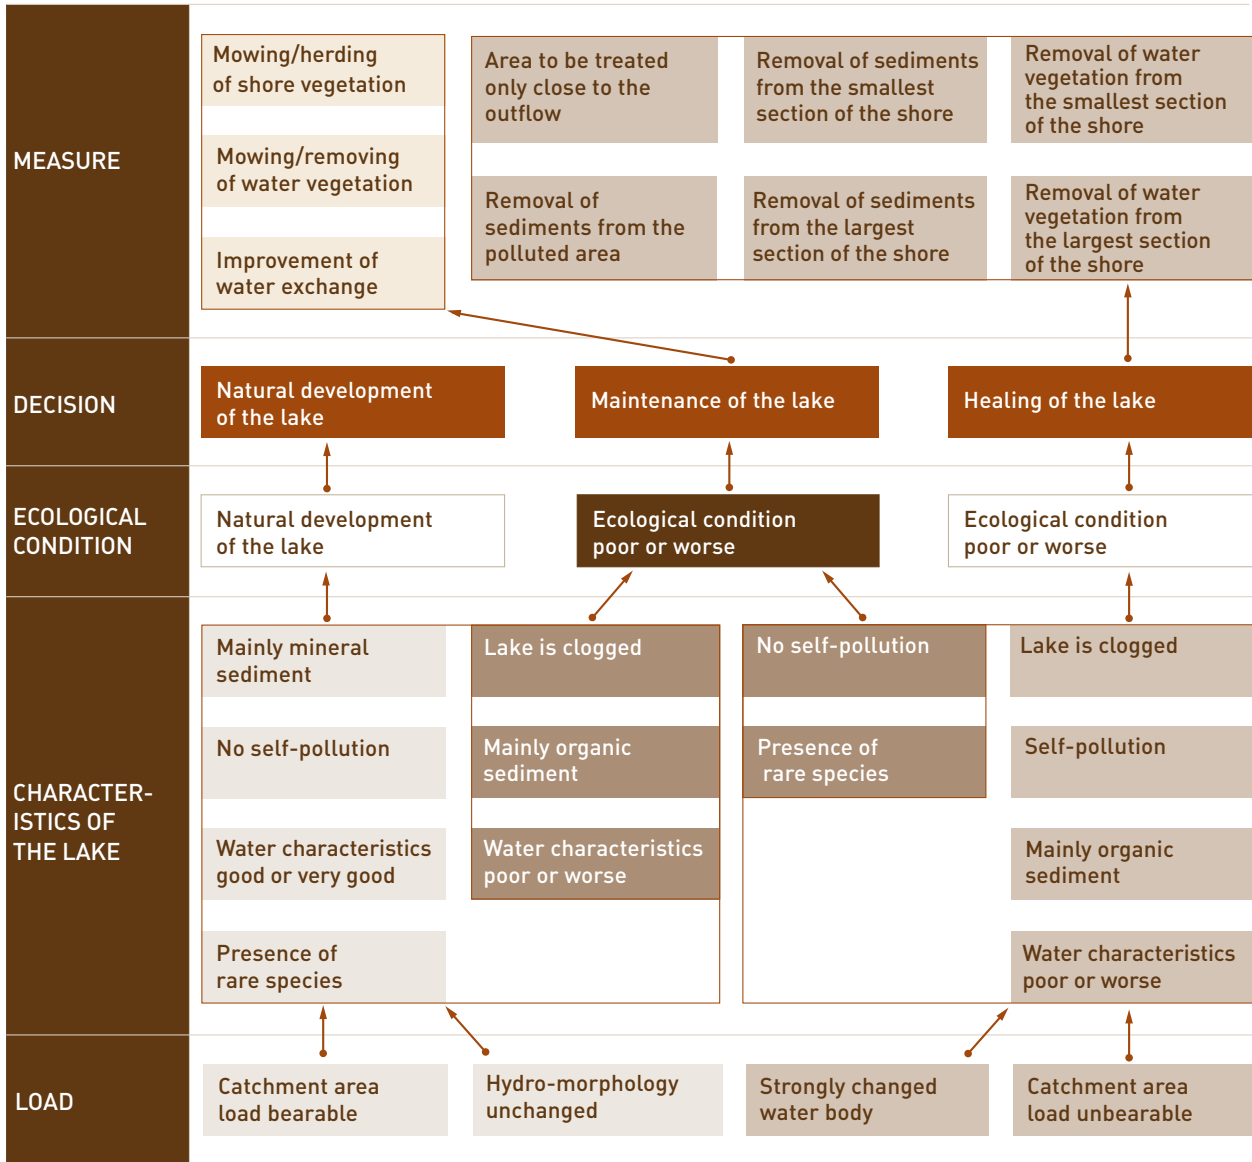 MEASURE
Mowing/herding
of shore vegetation
Mowing/removing
of water vegetation
Improvement of
water exchange
Area to be treated
only close to the
outflow
Removal of sediments
from the smallest
section of the shore
Removal of water
vegetation from
the smallest section
of the shore
Removal of
sediments from the
polluted area
Removal of sediments
from the largest
section of the shore
Removal of water
vegetation from
the largest section
of the shore
DECISION
Natural development
of the lake
Maintenance of the lake
Healing of the lake
ECOLOGICAL
CONDITION
Natural development
of the lake
Ecological condition
poor or worse
Ecological condition
poor or worse
CHARACTER-
ISTICS OF
THE LAKE
Mainly mineral
sediment
No self-pollution
Water characteristics
good or very good
Presence of
rare species
Lake is clogged
Mainly organic
sediment
Water characteristics
poor or worse
No self-pollution
Presence of
rare species
Lake is clogged
Self-pollution
Mainly organic
sediment
Water characteristics
poor or worse
LOAD
Catchment area
load bearable
Hydro-morphology
unchanged
Strongly changed
water body
Catchment area
load unbearable